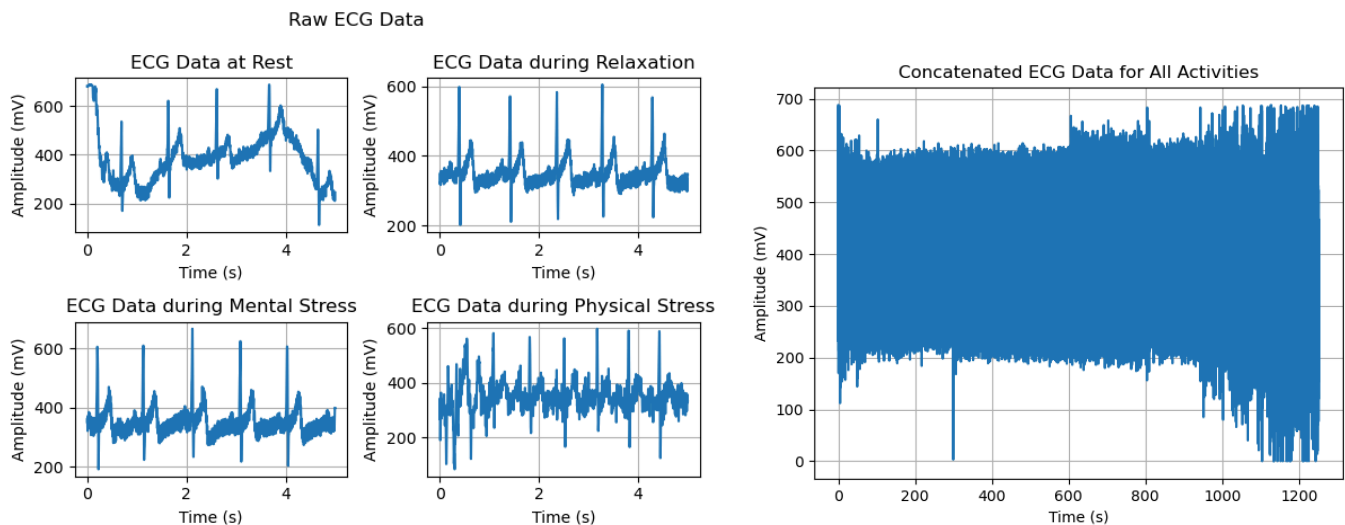 Raw ECG Data
ECG Data at Rest
600
400
200
0
2
4
Amplitude (mV)
Time (s)
ECG Data during Relaxation
600
400
200
0
2
4
Amplitude (mV)
Time (s)
ECG Data during Mental Stress
600
400
200
0
2
4
Amplitude (mV)
Time (s)
ECG Data during Physical Stress
600
400
200
0
2
4
Amplitude (mV)
Time (s)
Concatenated ECG Data for All Activities
700
600
500
400
300
200
100
0
0
200
400
600
800
1000
1200
Amplitude (mV)
Time (s)